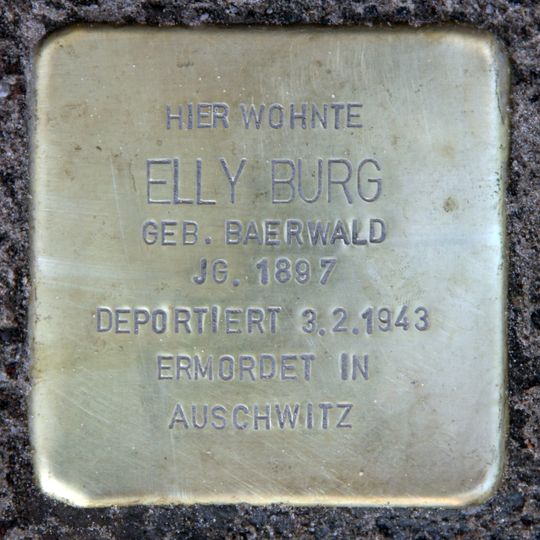 HIER WOHNTE
ELLY BURG
GEB. BAERWALD
JG. 1897
DEPORTIERT 3.2.1943
ERMORDET IN
AUSCHWITZ